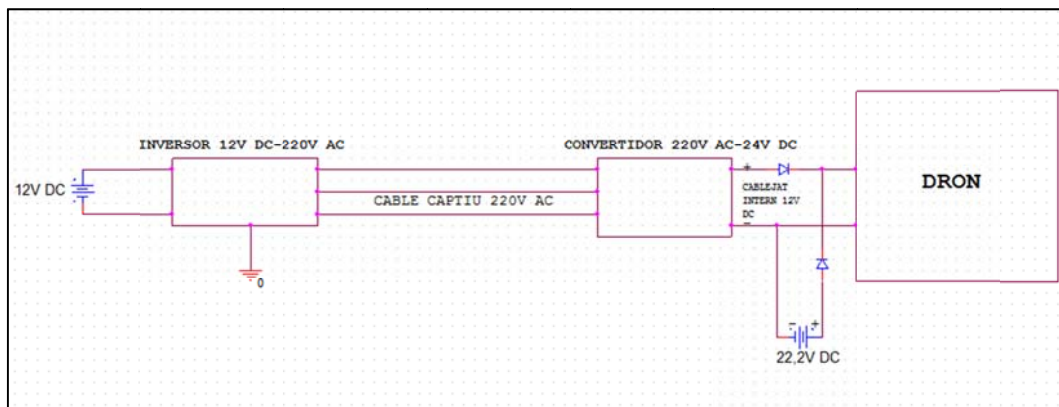 INVERSOR 12V DC-220V AC
CONVERTIDOR 220V AC-24V DC
12V DC
CABLE CAPTIU 220V AC
+
CABLEJAT
INTERN 12V
DC
−
DRON
0
− +
22,2V DC